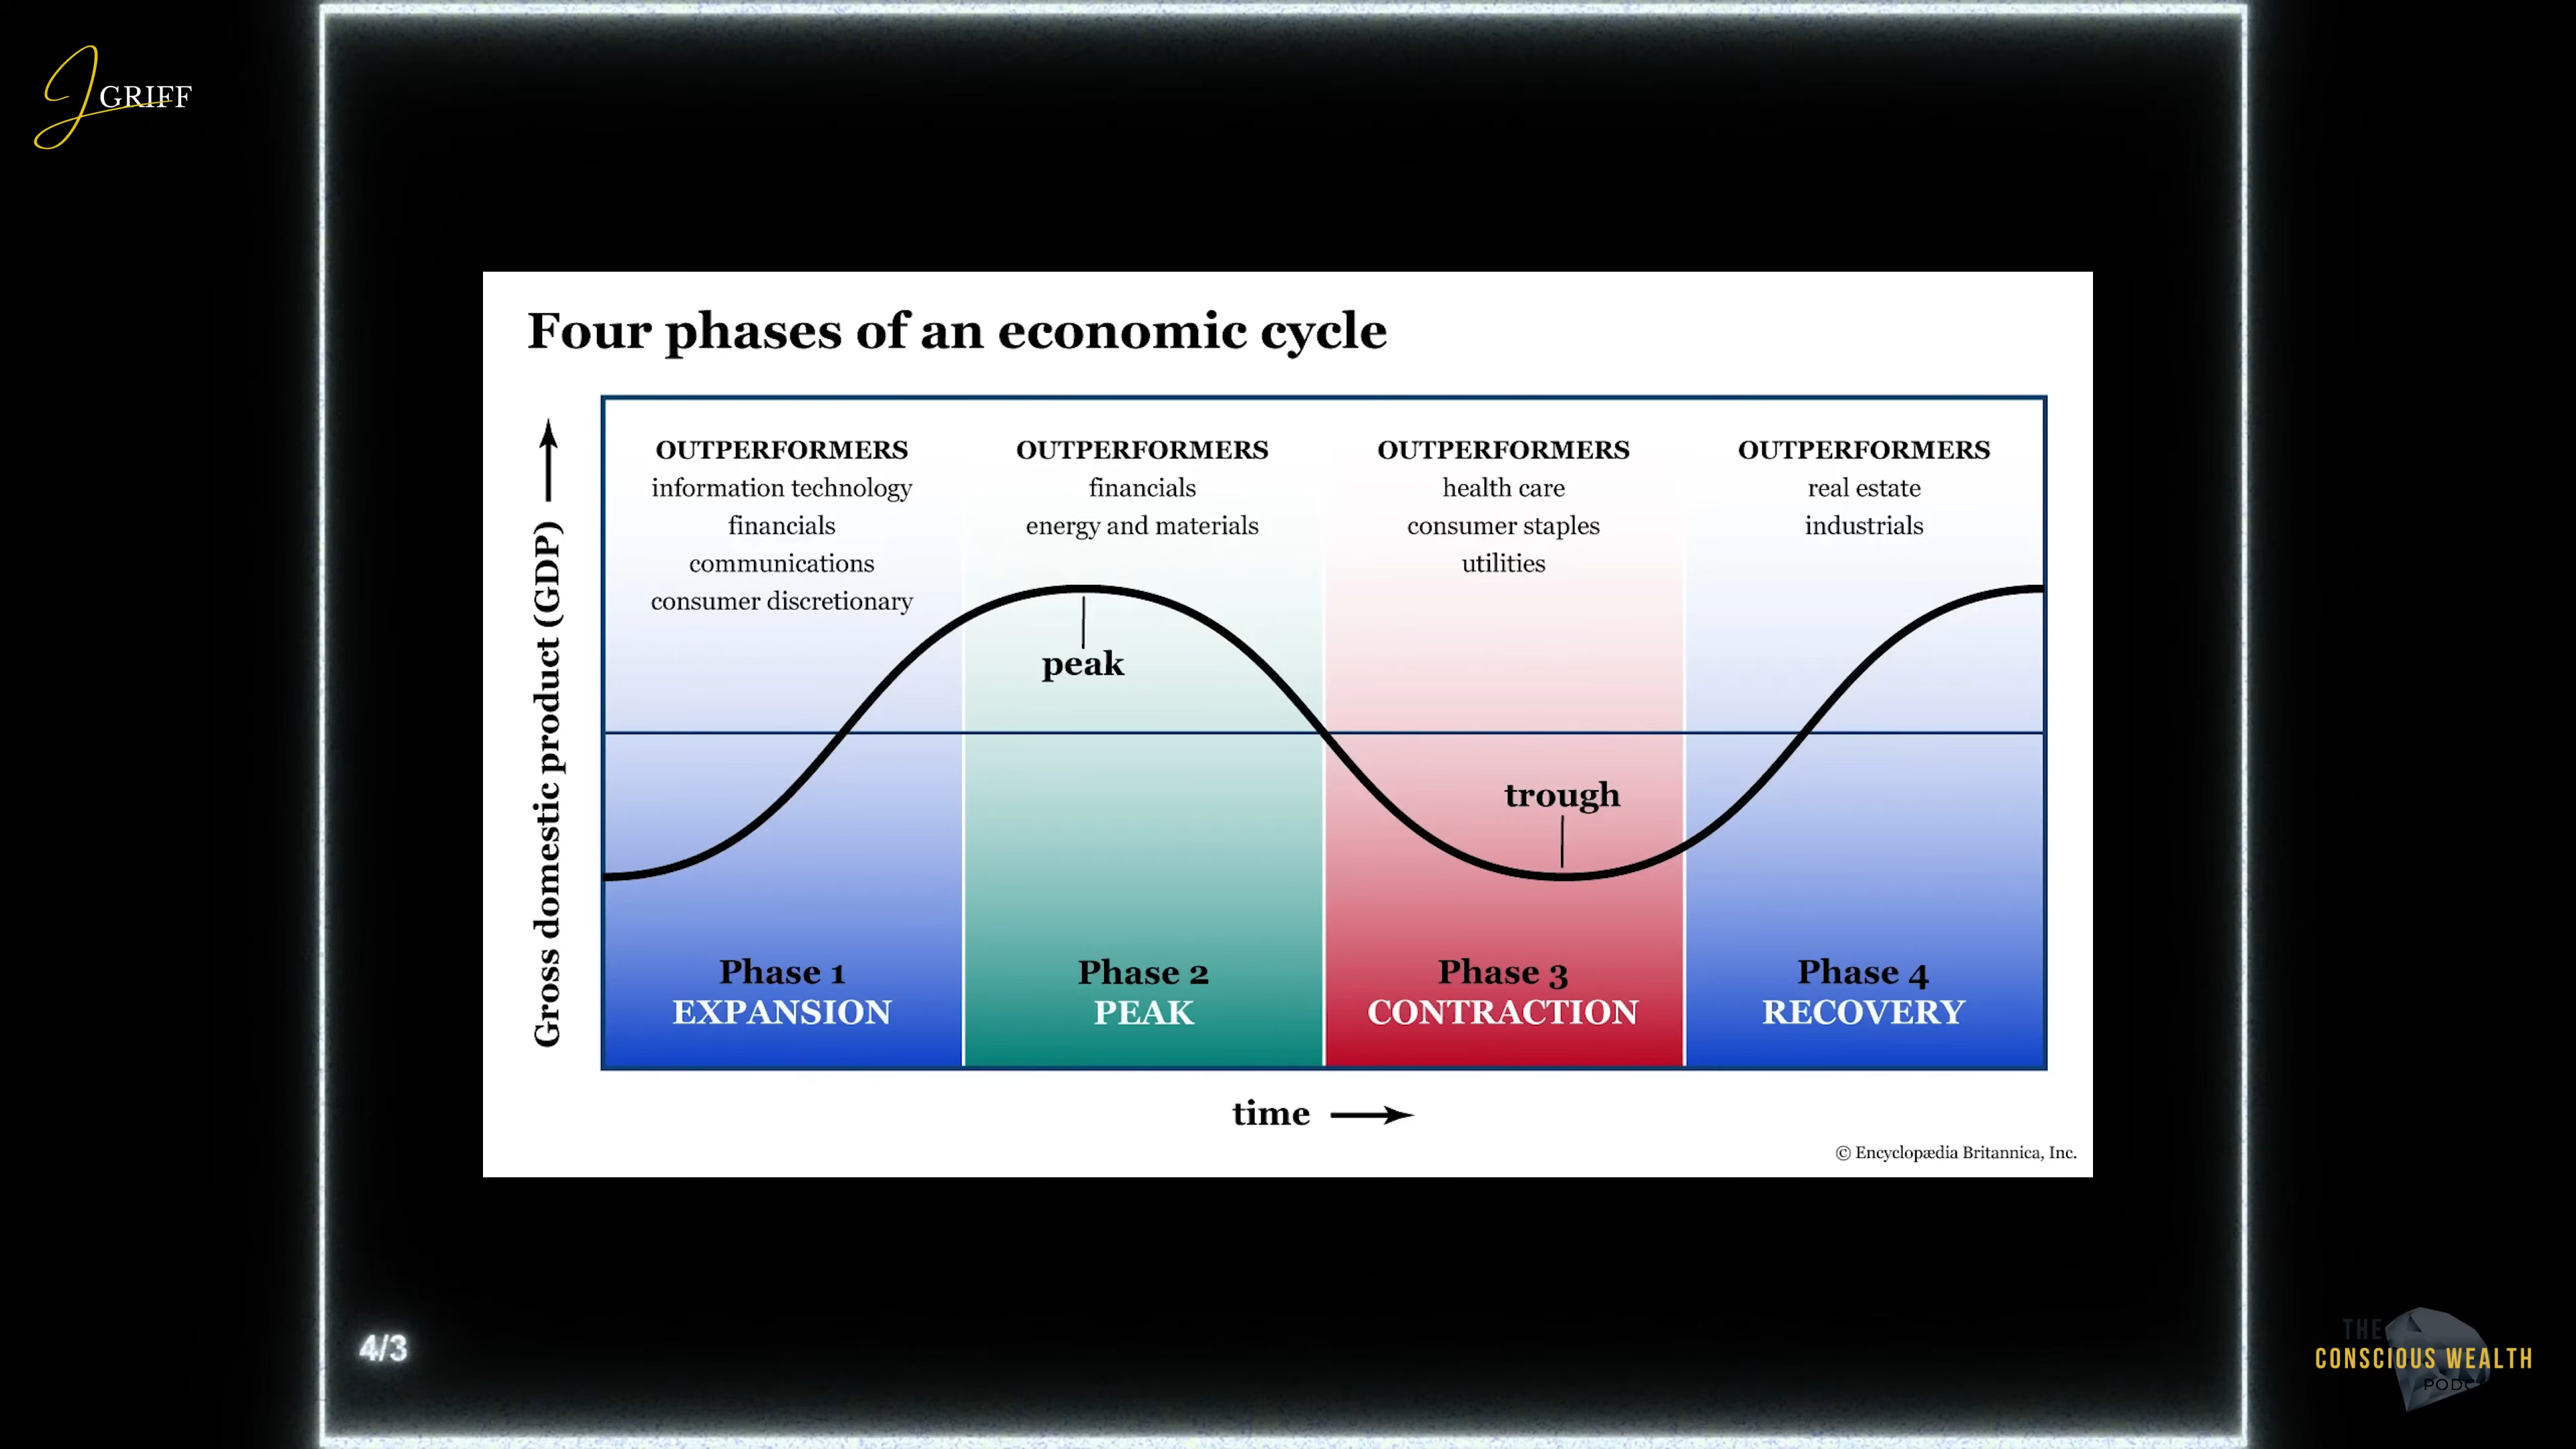 J GRIFF
Four phases of an economic cycle
Gross domestic product (GDP)
OUTPERFORMERS
information technology
financials
communications
consumer discretionary
OUTPERFORMERS
financials
energy and materials
OUTPERFORMERS
health care
consumer staples
utilities
OUTPERFORMERS
real estate
industrials
peak
trough
Phase 1
EXPANSION
Phase 2
PEAK
Phase 3
CONTRACTION
Phase 4
RECOVERY
time
© Encyclopædia Britannica, Inc.
4/3
THE
CONSCIOUS WEALTH